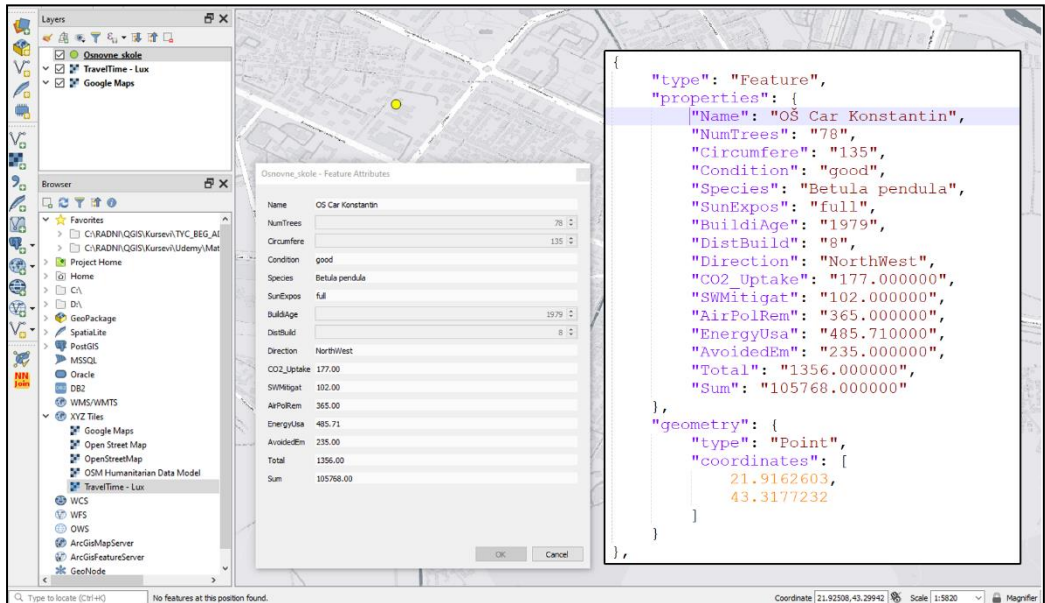 Layers
Osnovne skole
TravelTime - Lux
Google Maps
Browser
Favorites
C:\RADNI\QGIS\Kursevi\TYC_BEG_AI
C:\RADNI\QGIS\Kursevi\Udemy\Mat
Project Home
Home
C:\
D:\
GeoPackage
SpatiaLite
PostGIS
MSSQL
Oracle
DB2
WMS/WMTS
XYZ Tiles
Google Maps
Open Street Map
OpenStreetMap
OSM Humanitarian Data Model
TravelTime - Lux
WCS
WFS
OWS
ArcGisMapServer
ArcGisFeatureServer
GeoNode
NN
Join
Osnovne_skole - Feature Attributes
Name OS Car Konstantin
NumTrees 78
Circumfere 135
Condition good
Species Betula pendula
SunExpos full
BuildiAge 1979
DistBuild 8
Direction NorthWest
CO2_Uptake 177.00
SWMitigat 102.00
AirPolRem 365.00
EnergyUsa 485.71
AvoidedEm 235.00
Total 1356.00
Sum 105768.00
OK Cancel
{
"type": "Feature",
"properties": {
"Name": "OŠ Car Konstantin",
"NumTrees": "78",
"Circumfere": "135",
"Condition": "good",
"Species": "Betula pendula",
"SunExpos": "full",
"BuildiAge": "1979",
"DistBuild": "8",
"Direction": "NorthWest",
"CO2_Uptake": "177.000000",
"SWMitigat": "102.000000",
"AirPolRem": "365.000000",
"EnergyUsa": "485.710000",
"AvoidedEm": "235.000000",
"Total": "1356.000000",
"Sum": "105768.000000"
},
"geometry": {
"type": "Point",
"coordinates": [
21.9162603,
43.3177232
]
}
},
Type to locate (Ctrl+K) No features at this position found. Coordinate 21.92508,43.29942 Scale 1:5820 Magnifier